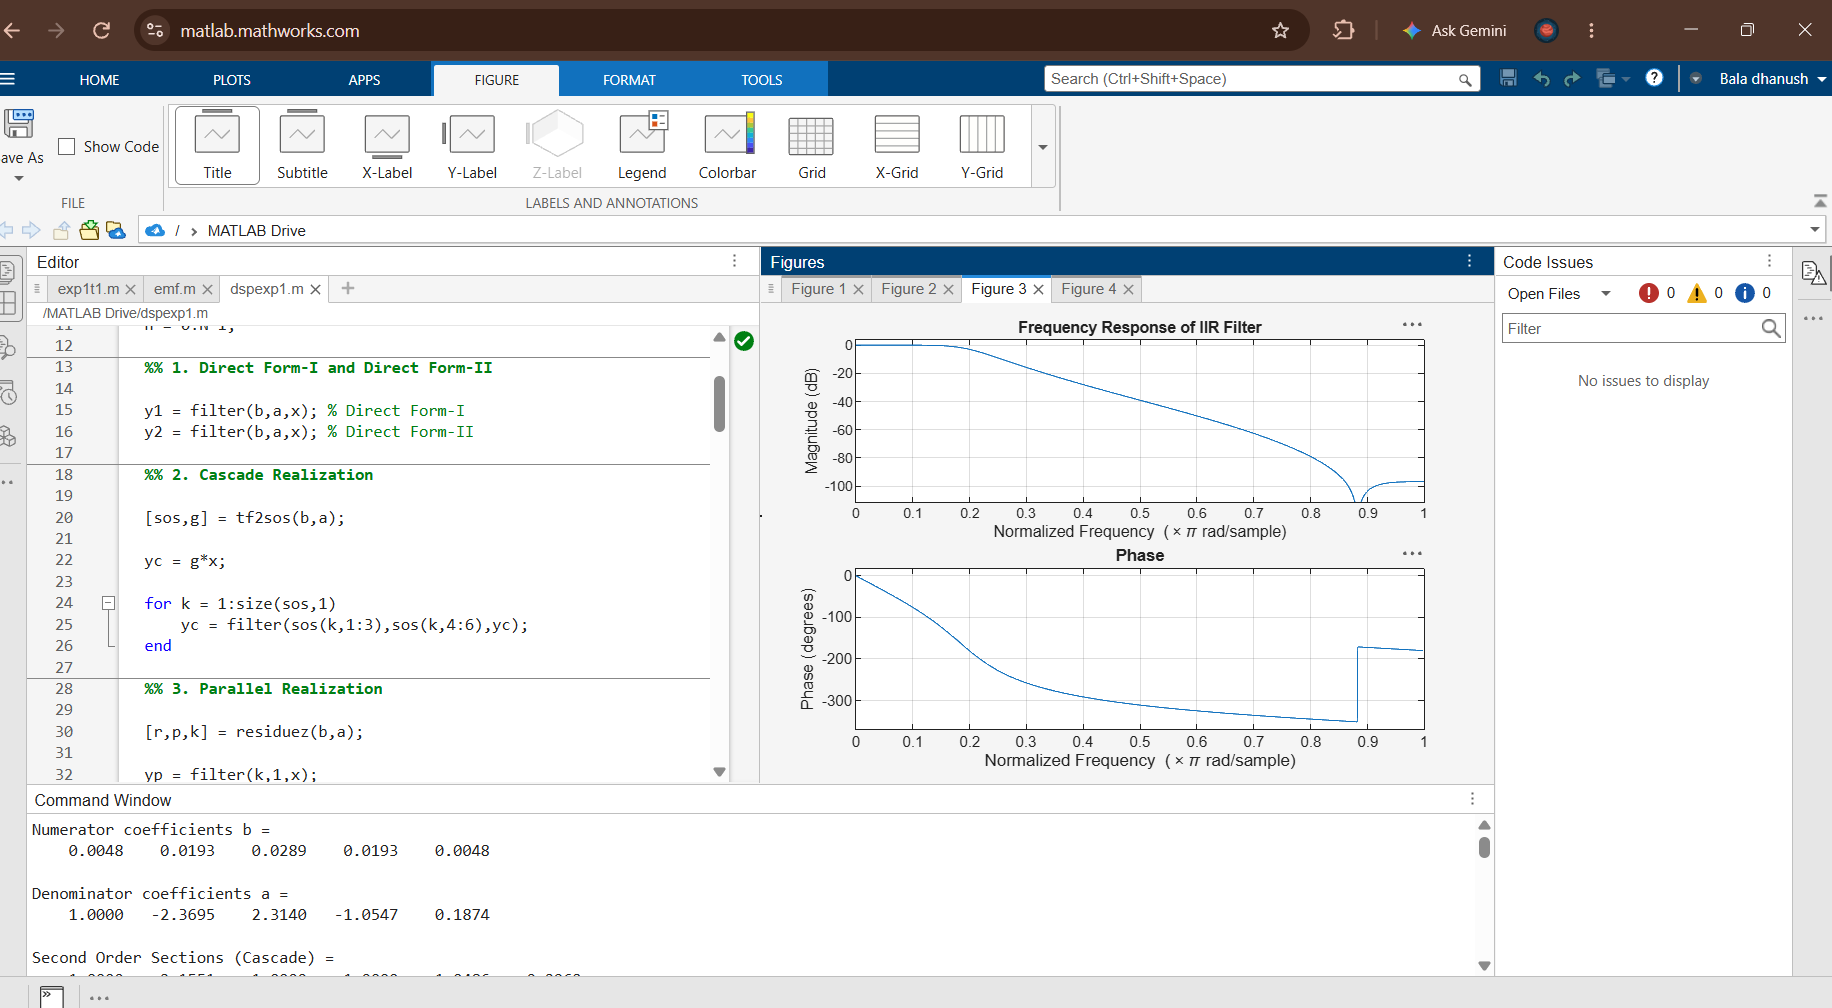 matlab.mathworks.com
Ask Gemini
HOME
PLOTS
APPS
FIGURE
FORMAT
TOOLS
Search (Ctrl+Shift+Space)
Bala dhanush
ave As
Show Code
Title
Subtitle
X-Label
Y-Label
Z-Label
Legend
Colorbar
Grid
X-Grid
Y-Grid
FILE
LABELS AND ANNOTATIONS
/ › MATLAB Drive
Editor
exp1t1.m
emf.m
dspexp1.m
/MATLAB Drive/dspexp1.m
12
13 %% 1. Direct Form-I and Direct Form-II
14
15 y1 = filter(b,a,x); % Direct Form-I
16 y2 = filter(b,a,x); % Direct Form-II
17
18 %% 2. Cascade Realization
19
20 [sos,g] = tf2sos(b,a);
21
22 yc = g*x;
23
24 for k = 1:size(sos,1)
25 yc = filter(sos(k,1:3),sos(k,4:6),yc);
26 end
27
28 %% 3. Parallel Realization
29
30 [r,p,k] = residuez(b,a);
31
32 yp = filter(k,1,x);
Figures
Figure 1
Figure 2
Figure 3
Figure 4
Frequency Response of IIR Filter
Magnitude (dB)
0
-20
-40
-60
-80
-100
0 0.1 0.2 0.3 0.4 0.5 0.6 0.7 0.8 0.9 1
Normalized Frequency (× π rad/sample)
Phase
Phase (degrees)
0
-100
-200
-300
0 0.1 0.2 0.3 0.4 0.5 0.6 0.7 0.8 0.9 1
Normalized Frequency (× π rad/sample)
Code Issues
Open Files
0 0 0
Filter
No issues to display
Command Window
Numerator coefficients b =
0.0048 0.0193 0.0289 0.0193 0.0048
Denominator coefficients a =
1.0000 -2.3695 2.3140 -1.0547 0.1874
Second Order Sections (Cascade) =